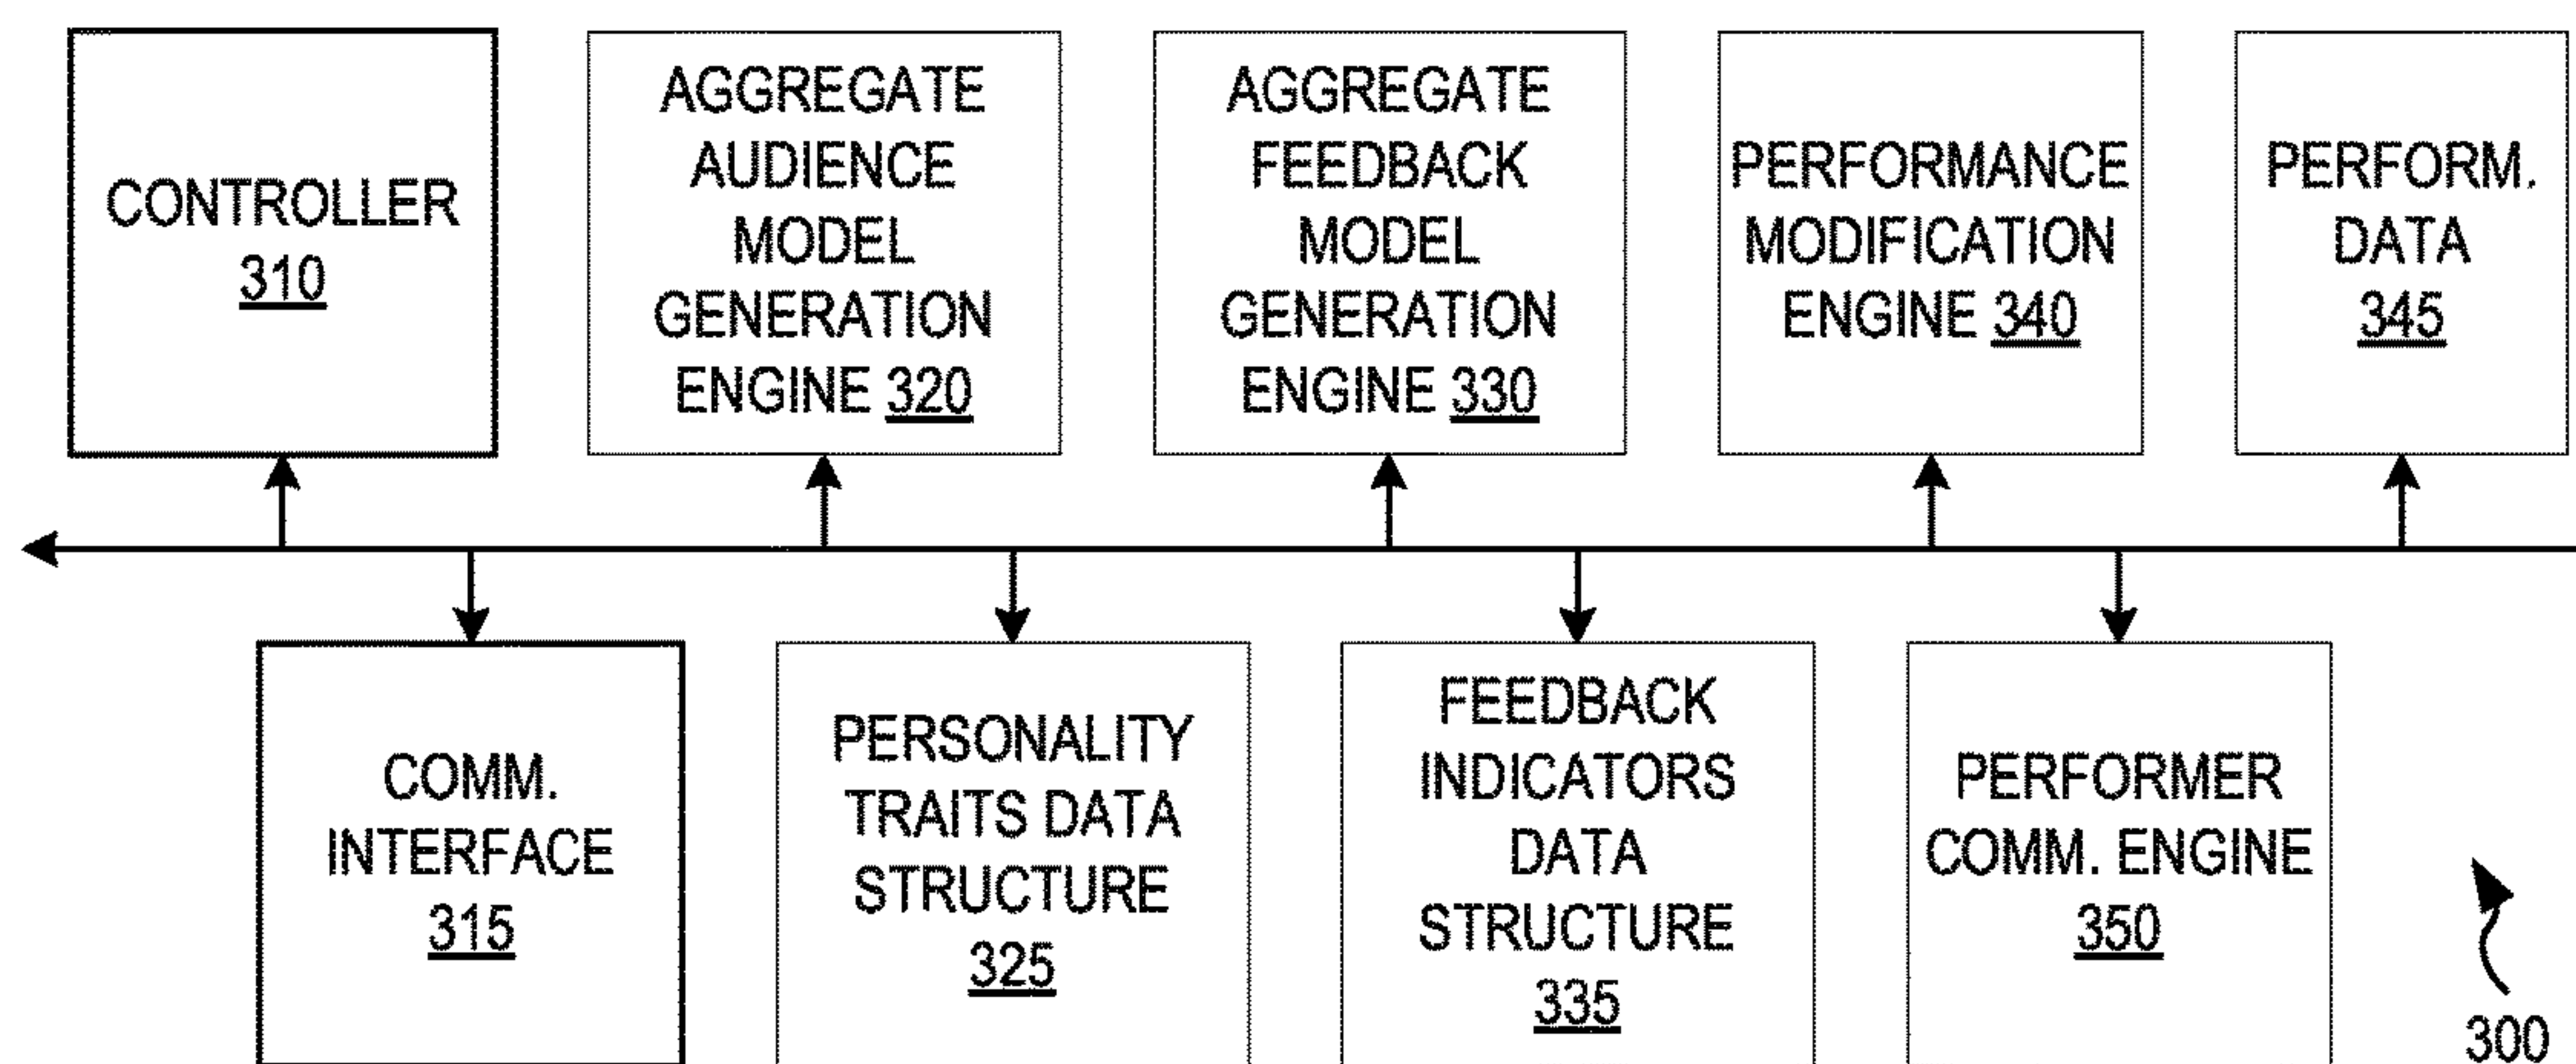 CONTROLLER
310
AGGREGATE
AUDIENCE
MODEL
GENERATION
ENGINE 320
AGGREGATE
FEEDBACK
MODEL
GENERATION
ENGINE 330
PERFORMANCE
MODIFICATION
ENGINE 340
PERFORM.
DATA
345
COMM.
INTERFACE
315
PERSONALITY
TRAITS DATA
STRUCTURE
325
FEEDBACK
INDICATORS
DATA
STRUCTURE
335
PERFORMER
COMM. ENGINE
350
300